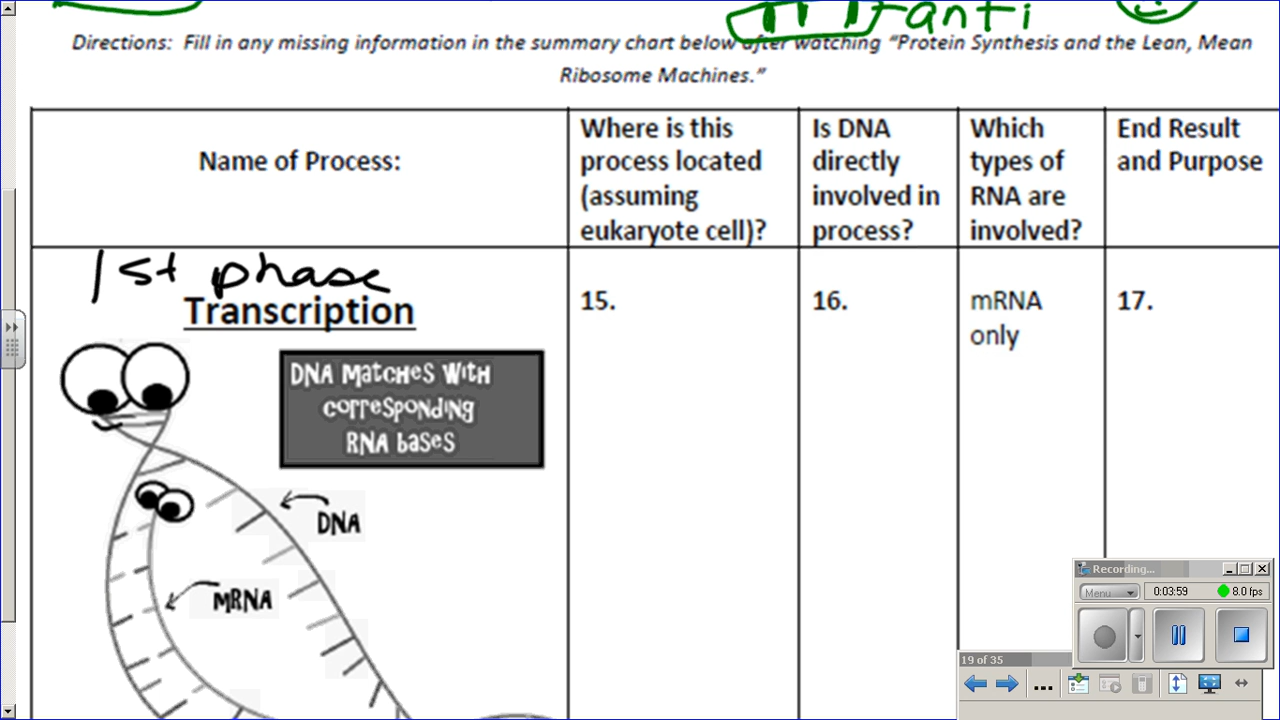 anti
Directions: Fill in any missing information in the summary chart below after watching “Protein Synthesis and the Lean, Mean
Ribosome Machines.”
Name of Process:
Where is this
process located
(assuming
eukaryote cell)?
Is DNA
directly
involved in
process?
Which
types of
RNA are
involved?
End Result
and Purpose
1st phase
Transcription
15.
16.
mRNA
only
17.
DNA MatcHeS WitH
correSponding
RNA baSeS
DNA
MRNA
Recording...
Menu
0:03:59
8.0 fps
19 of 35
...